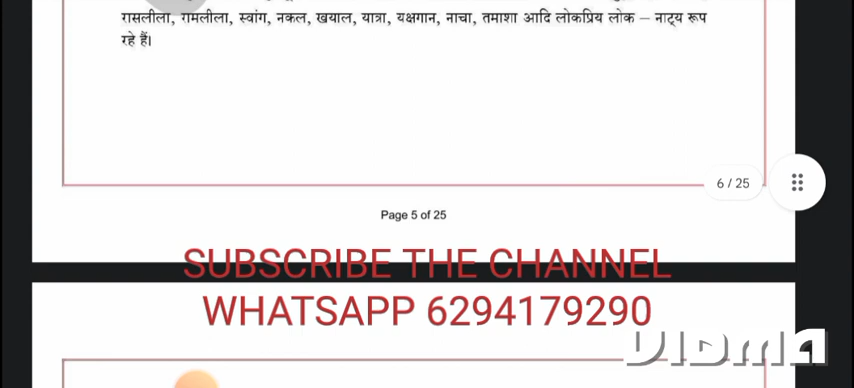 रासलीला, रामलीला, स्वांग, नकल, खयाल, यात्रा, यक्षगान, नाचा, तमाशा आदि लोकप्रिय लोक – नाट्य रूप
रहे हैं।
6 / 25
Page 5 of 25
SUBSCRIBE THE CHANNEL
WHATSAPP 6294179290
VIDMA